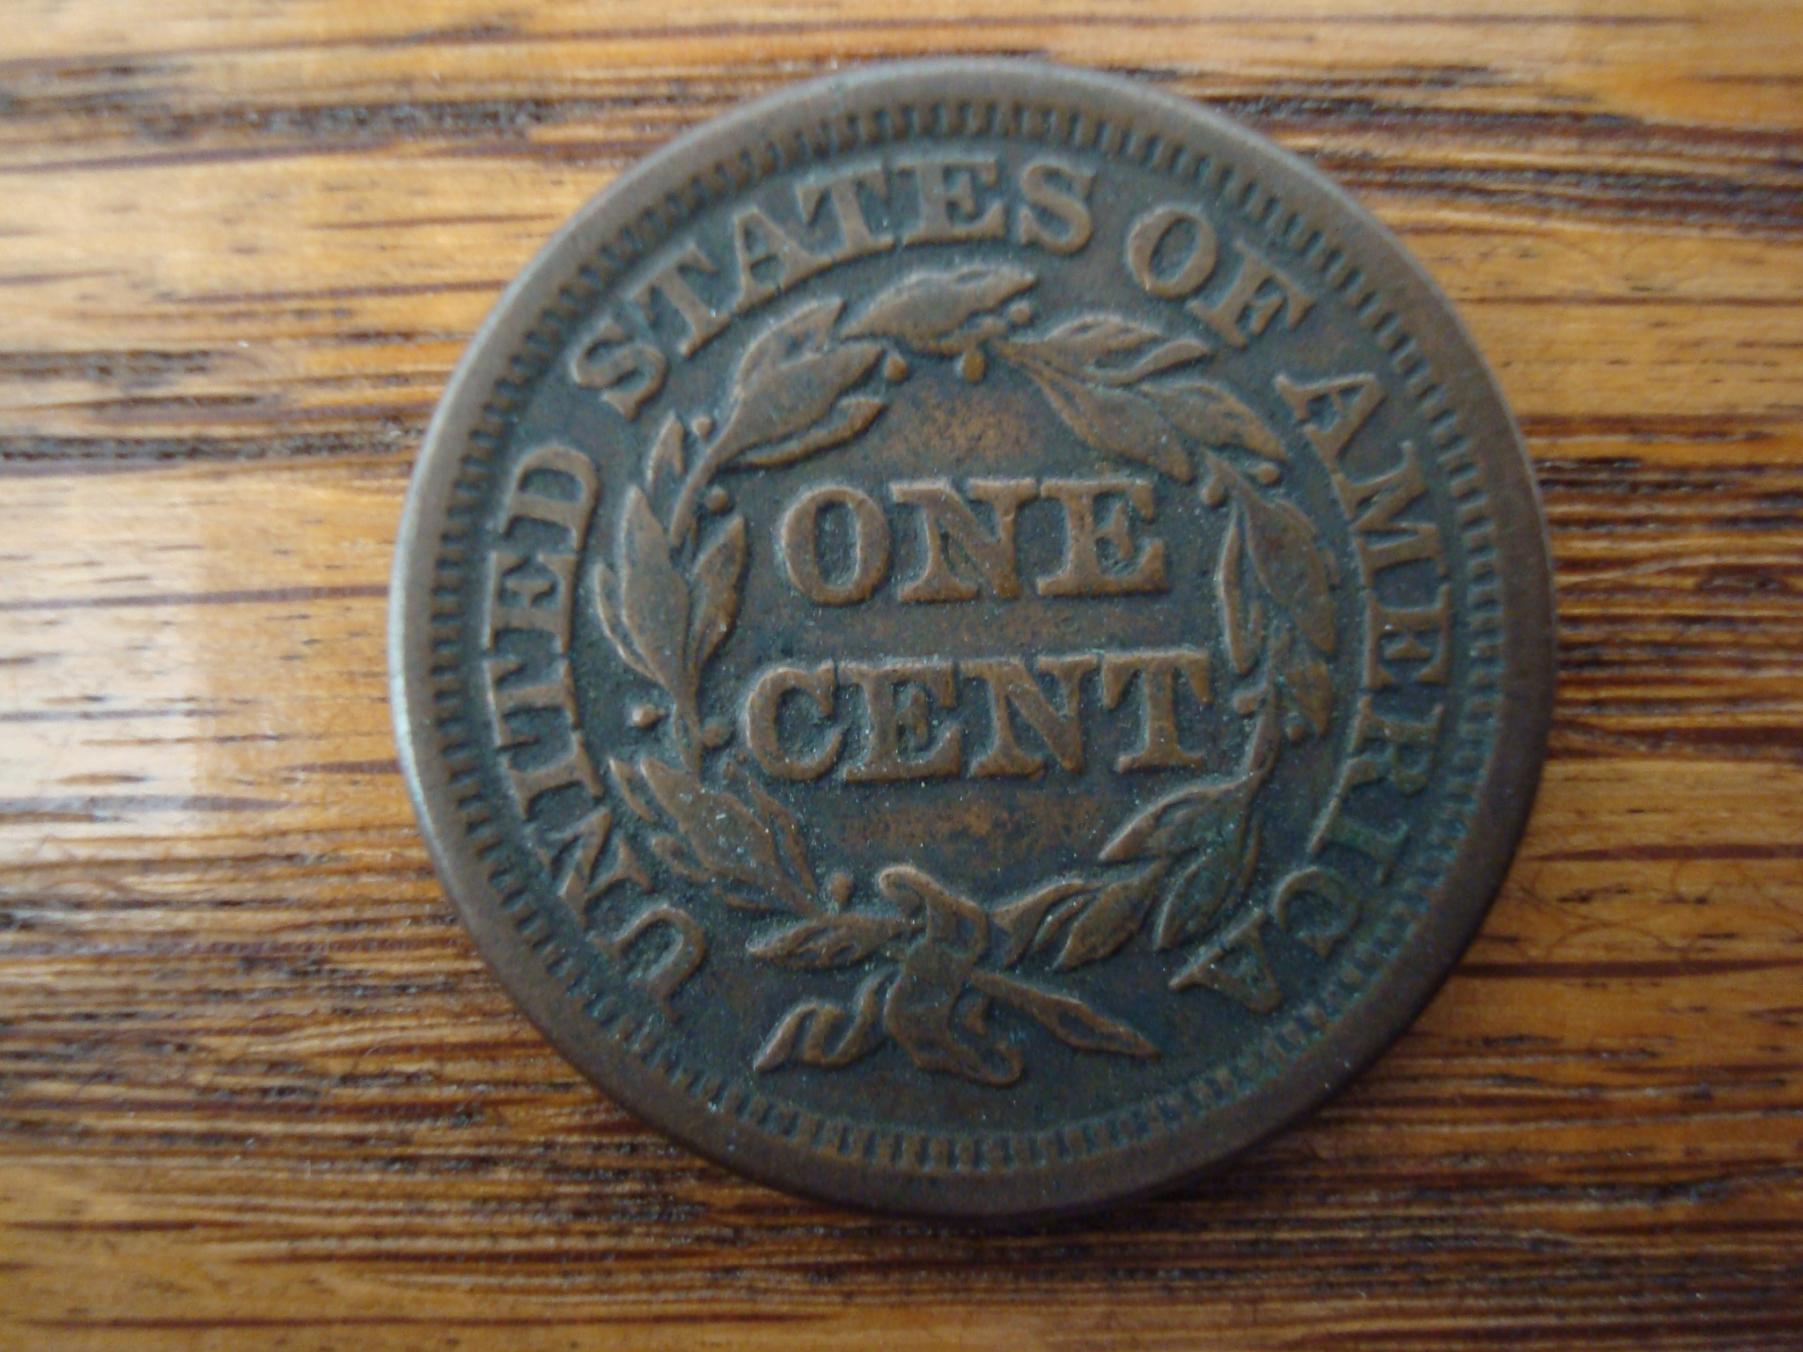 UNITED STATES OF AMERICA
ONE
CENT